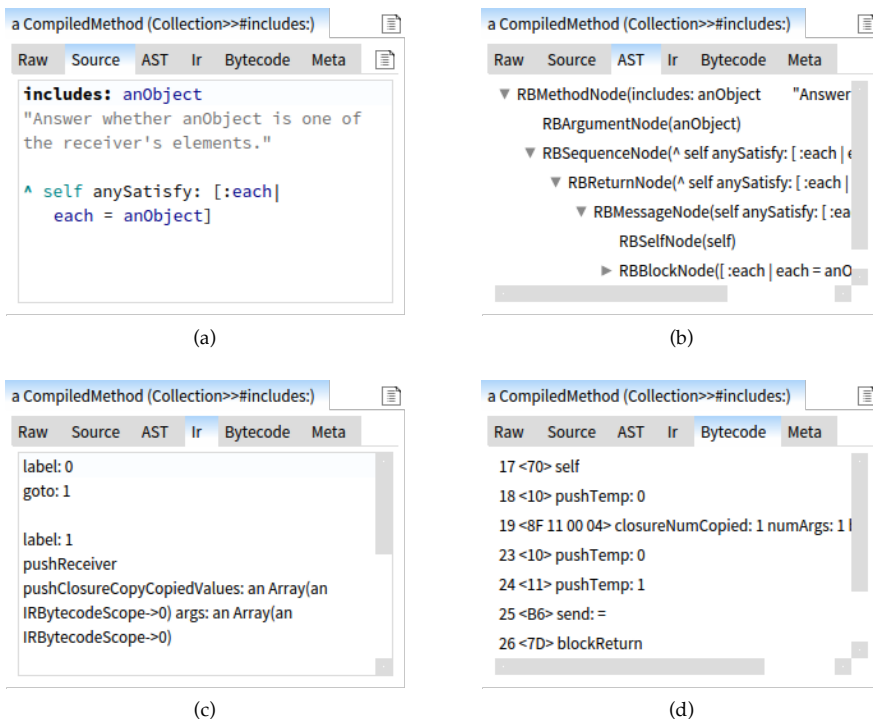 a CompiledMethod (Collection>>#includes:)
Raw Source AST Ir Bytecode Meta
includes: anObject
"Answer whether anObject is one of
the receiver's elements."
^ self anySatisfy: [:each|
each = anObject]
(a)
a CompiledMethod (Collection>>#includes:)
Raw Source AST Ir Bytecode Meta
▼ RBMethodNode(includes: anObject "Answer
RBArgumentNode(anObject)
▼ RBSequenceNode(^ self anySatisfy: [ :each |
▼ RBReturnNode(^ self anySatisfy: [ :each |
▼ RBMessageNode(self anySatisfy: [ :ea
RBSelfNode(self)
► RBBlockNode([ :each | each = anO
(b)
a CompiledMethod (Collection>>#includes:)
Raw Source AST Ir Bytecode Meta
label: 0
goto: 1
label: 1
pushReceiver
pushClosureCopyCopiedValues: an Array(an
IRBytecodeScope->0) args: an Array(an
IRBytecodeScope->0)
(c)
a CompiledMethod (Collection>>#includes:)
Raw Source AST Ir Bytecode Meta
17 <70> self
18 <10> pushTemp: 0
19 <8F 11 00 04> closureNumCopied: 1 numArgs: 1
23 <10> pushTemp: 0
24 <11> pushTemp: 1
25 <B6> send: =
26 <7D> blockReturn
(d)